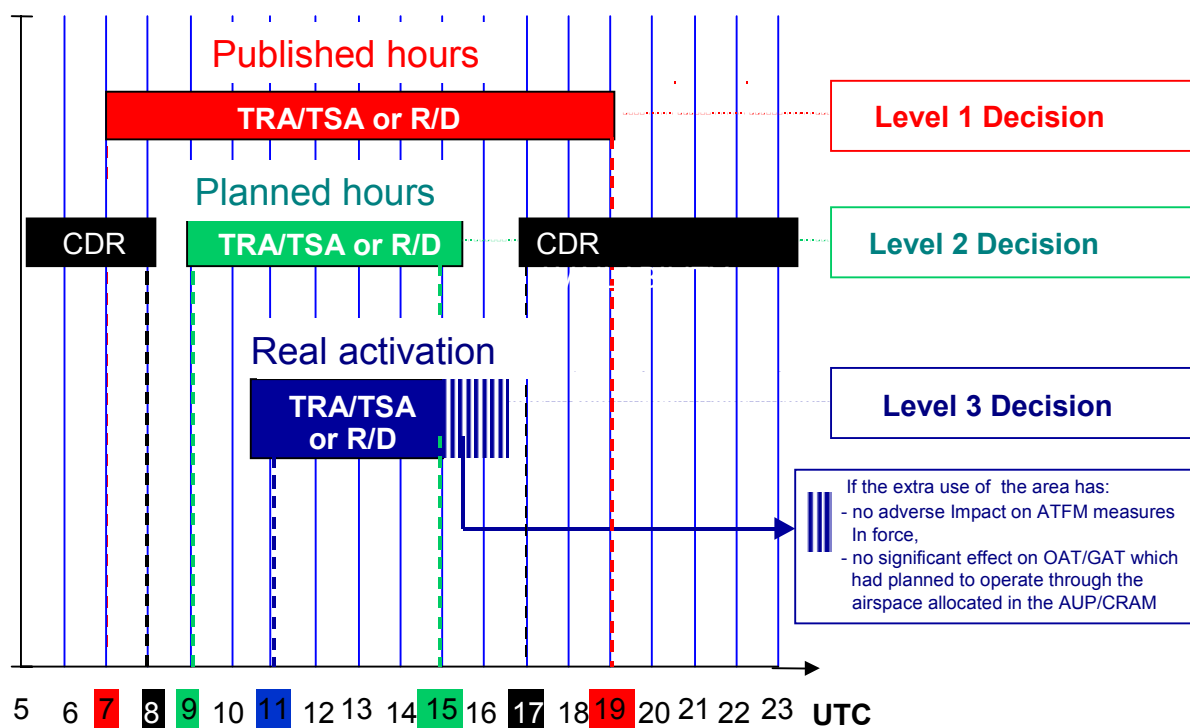 Published hours
TRA/TSA or R/D
Level 1 Decision
Planned hours
CDR
TRA/TSA or R/D
CDR
Level 2 Decision
Real activation
TRA/TSA
or R/D
Level 3 Decision
If the extra use of the area has:
- no adverse Impact on ATFM measures
In force,
- no significant effect on OAT/GAT which
had planned to operate through the
airspace allocated in the AUP/CRAM
5 6 7 8 9 10 11 12 13 14 15 16 17 18 19 20 21 22 23 UTC